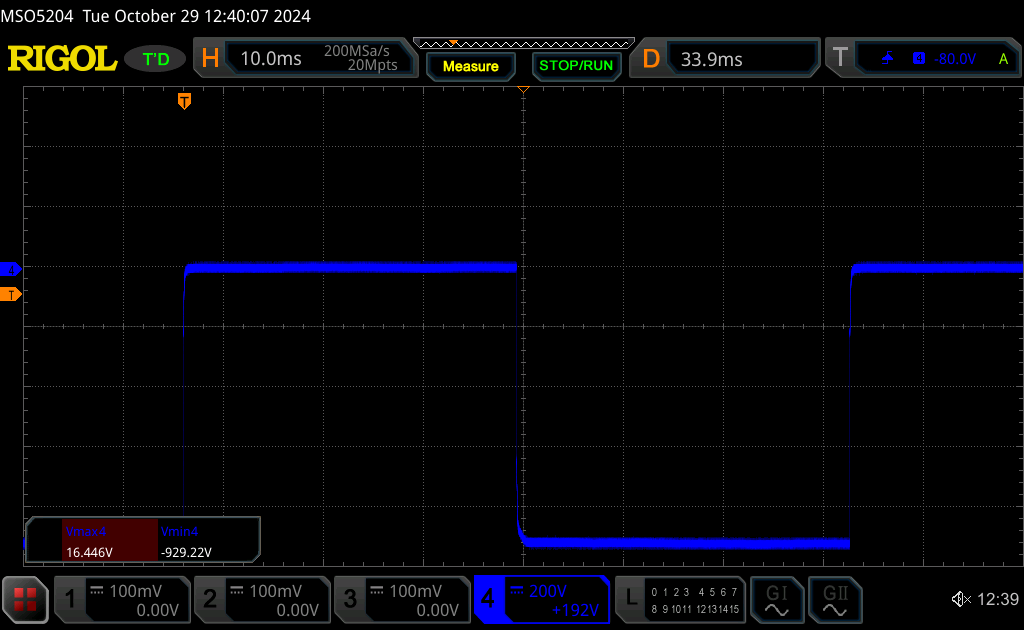 MSO5204 Tue October 29 12:40:07 2024
RIGOL T'D H 10.0ms 200MSa/s 20Mpts Measure STOP/RUN D 33.9ms T 1 -80.0V A
T
4
T
Vmax4 Vmin4
16.446V -929.22V
1 100mV 0.00V 2 100mV 0.00V 3 100mV 0.00V 4 200V +192V L 0 1 2 3 4 5 6 7 8 9 10 11 12 13 14 15 GI GII 12:39